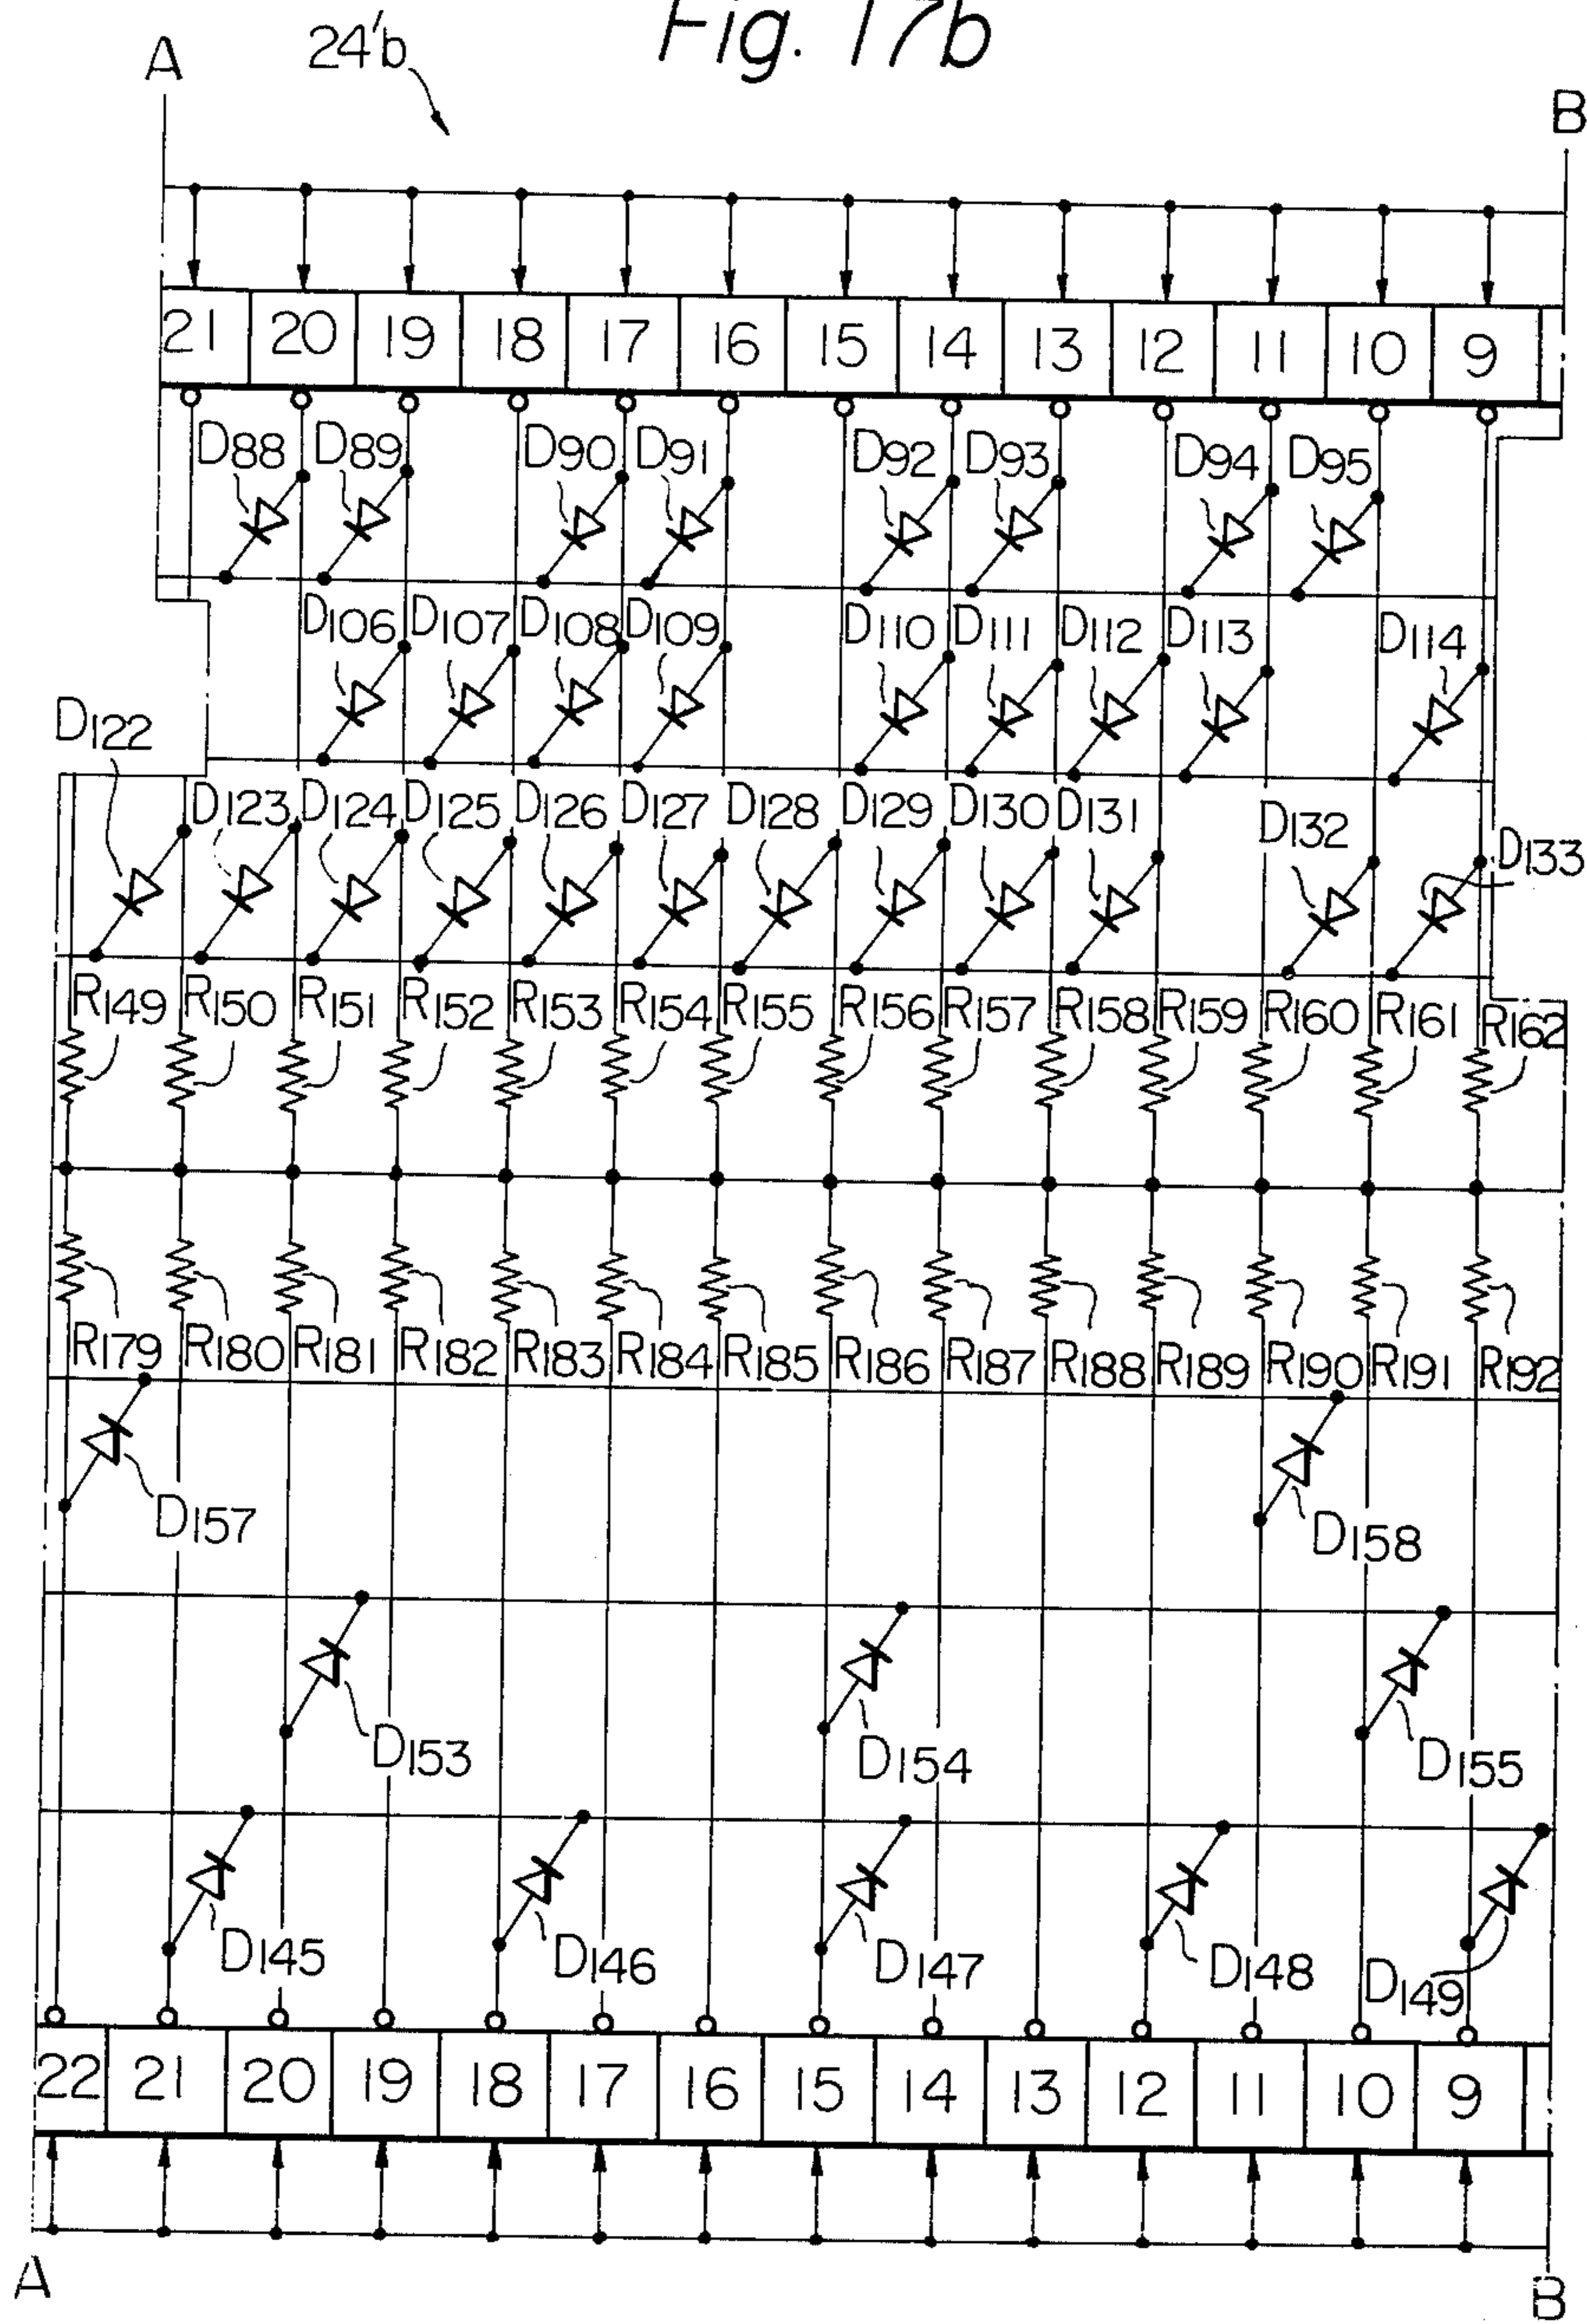 Fig. 17b
24'b
A
B
21 20 19 18 17 16 15 14 13 12 11 10 9
D88 D89 D90 D91 D92 D93 D94 D95
D106 D107 D108 D109 D110 D111 D112 D113 D114
D122 D123 D124 D125 D126 D127 D128 D129 D130 D131 D132 D133
R149 R150 R151 R152 R153 R154 R155 R156 R157 R158 R159 R160 R161 R162
R179 R180 R181 R182 R183 R184 R185 R186 R187 R188 R189 R190 R191 R192
D157 D158
D153 D154 D155
D145 D146 D147 D148 D149
22 21 20 19 18 17 16 15 14 13 12 11 10 9
A
B